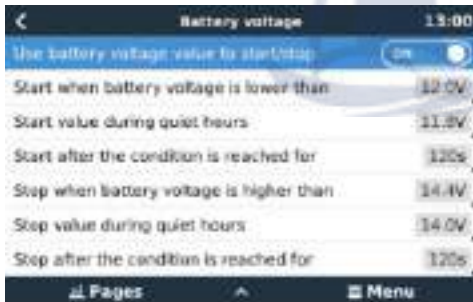 Battery voltage 13:00
Use battery voltage value to start/stop ON
Start when battery voltage is lower than 12.0V
Start value during quiet hours 11.9V
Start after the condition is reached for 120s
Stop when battery voltage is higher than 14.4V
Stop value during quiet hours 14.0V
Stop after the condition is reached for 120s
Pages Menu